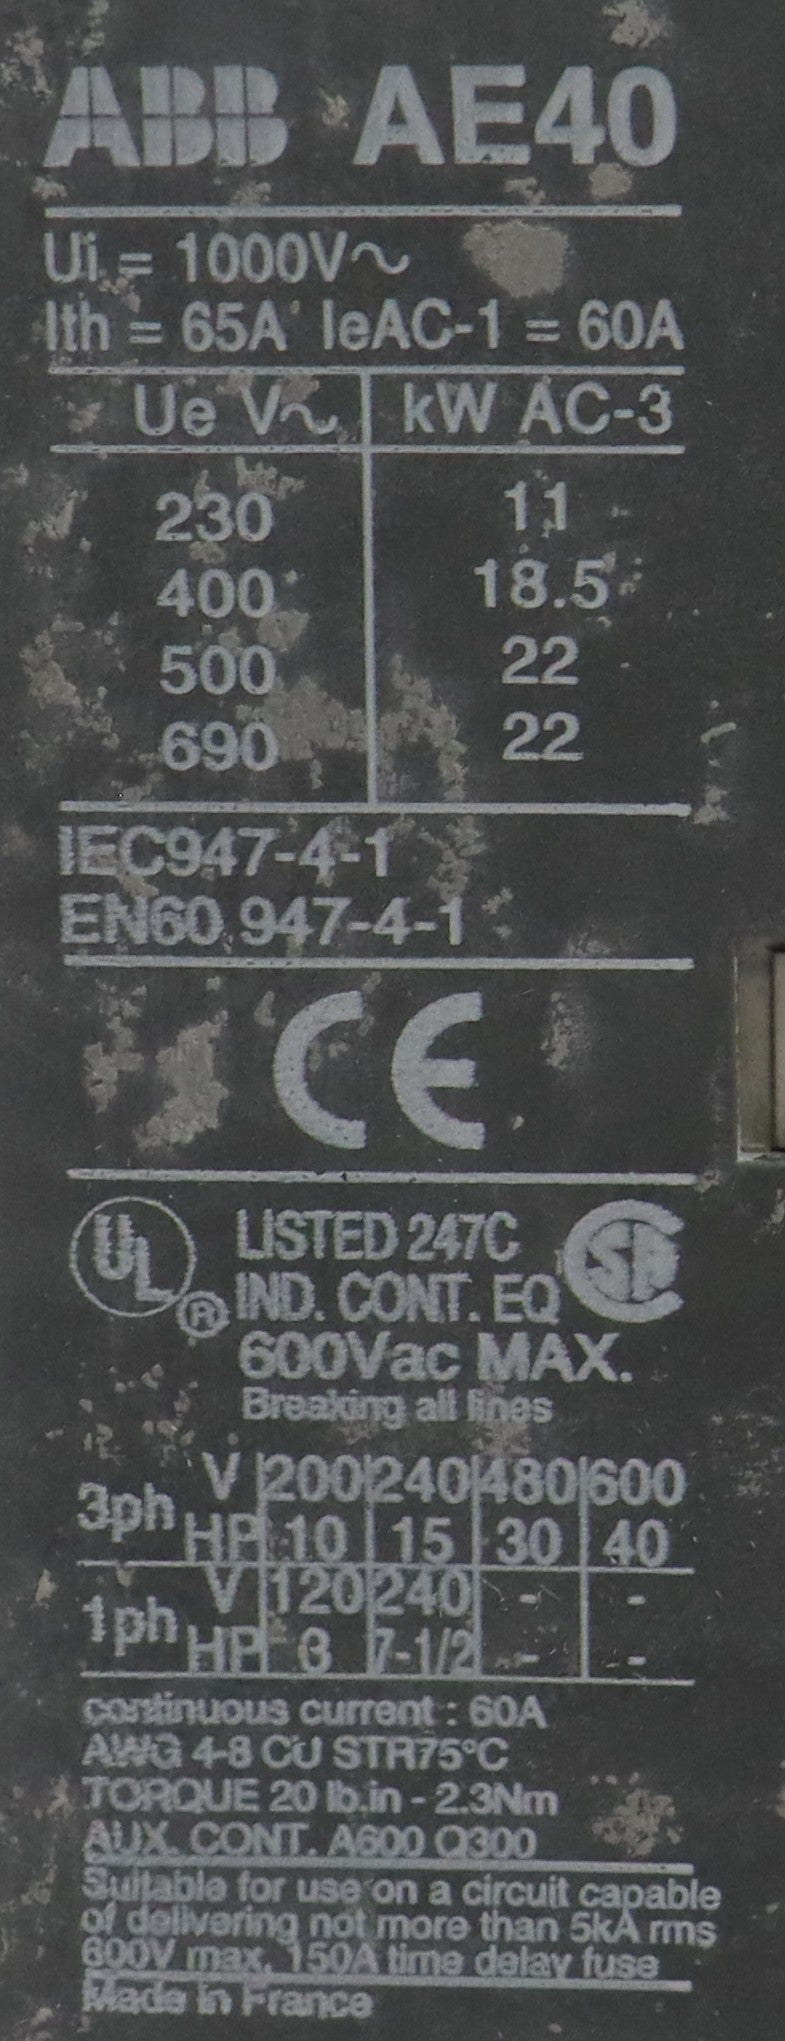 ABB AE40
Ui = 1000V~
Ith = 65A IeAC-1 = 60A
Ue V~ kW AC-3
230 11
400 18.5
500 22
690 22
IEC947-4-1
EN60 947-4-1
CE
UL ® LISTED 247C SA
IND. CONT. EQ
600Vac MAX.
Breaking all lines
3ph V 200 240 480 600
HP 10 15 30 40
1ph V 120 240 - -
HP 3 7-1/2 - -
continuous current : 60A
AWG 4-8 CU STR75°C
TORQUE 20 lb.in - 2.3Nm
AUX. CONT. A600 Q300
Suitable for use on a circuit capable
of delivering not more than 5kA rms
600V max. 150A time delay fuse
Made in France